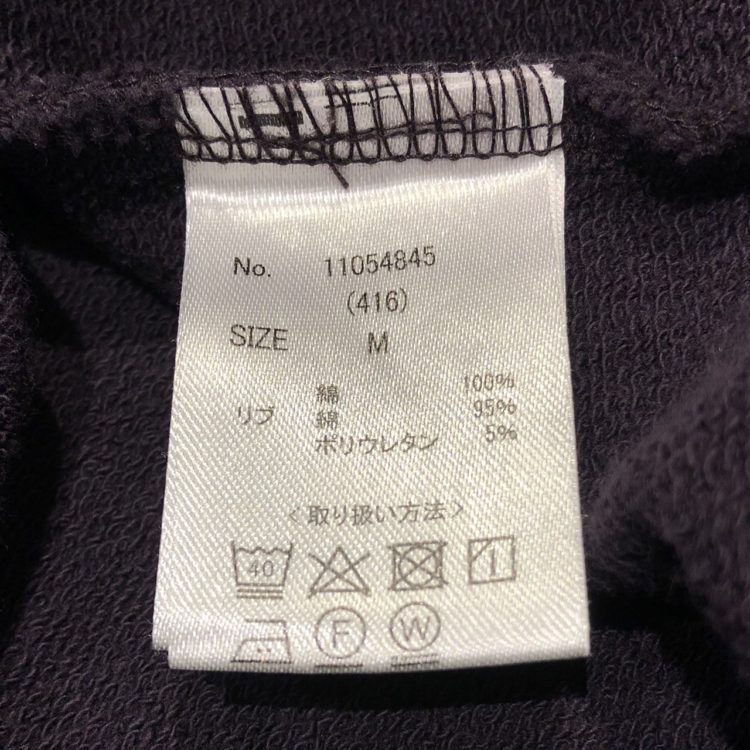 No. 11054845
(416)
SIZE M
綿 100%
リブ 綿 95%
ポリウレタン 5%
<取り扱い方法>
40
F W